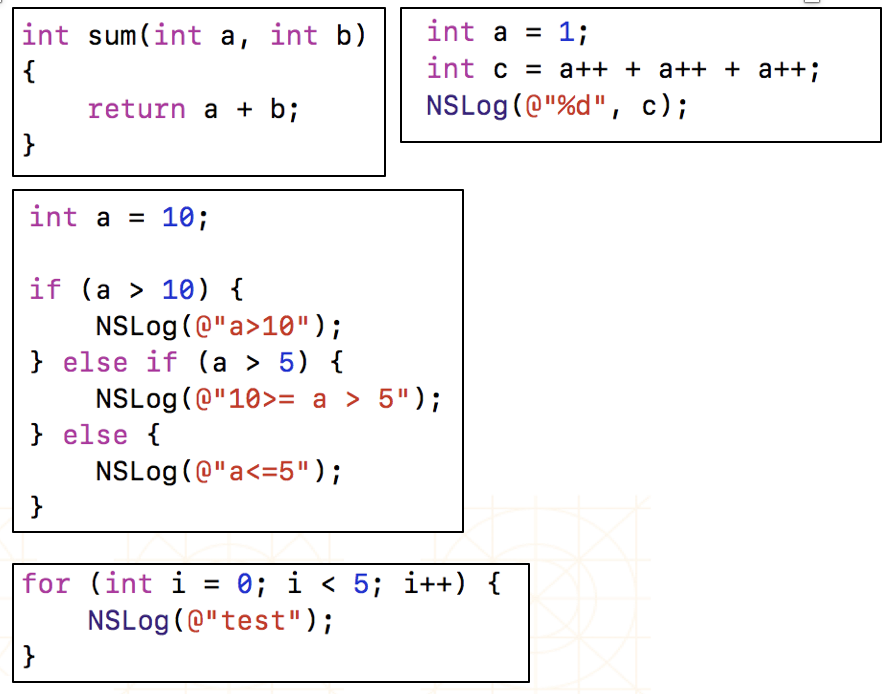 int sum(int a, int b)
{
    return a + b;
}
int a = 1;
int c = a++ + a++ + a++;
NSLog(@"%d", c);
int a = 10;
if (a > 10) {
    NSLog(@"a>10");
} else if (a > 5) {
    NSLog(@"10>= a > 5");
} else {
    NSLog(@"a<=5");
}
for (int i = 0; i < 5; i++) {
    NSLog(@"test");
}